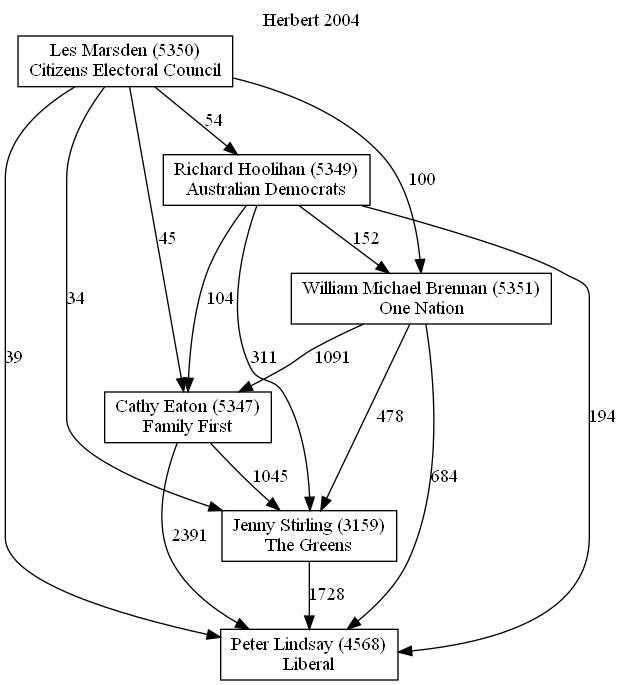 Herbert 2004
Les Marsden (5350)
Citizens Electoral Council
54
Richard Hoolihan (5349)
Australian Democrats
100
45
34
104
152
William Michael Brennan (5351)
One Nation
39
311
1091
194
Cathy Eaton (5347)
Family First
478
684
1045
2391
Jenny Stirling (3159)
The Greens
1728
Peter Lindsay (4568)
Liberal